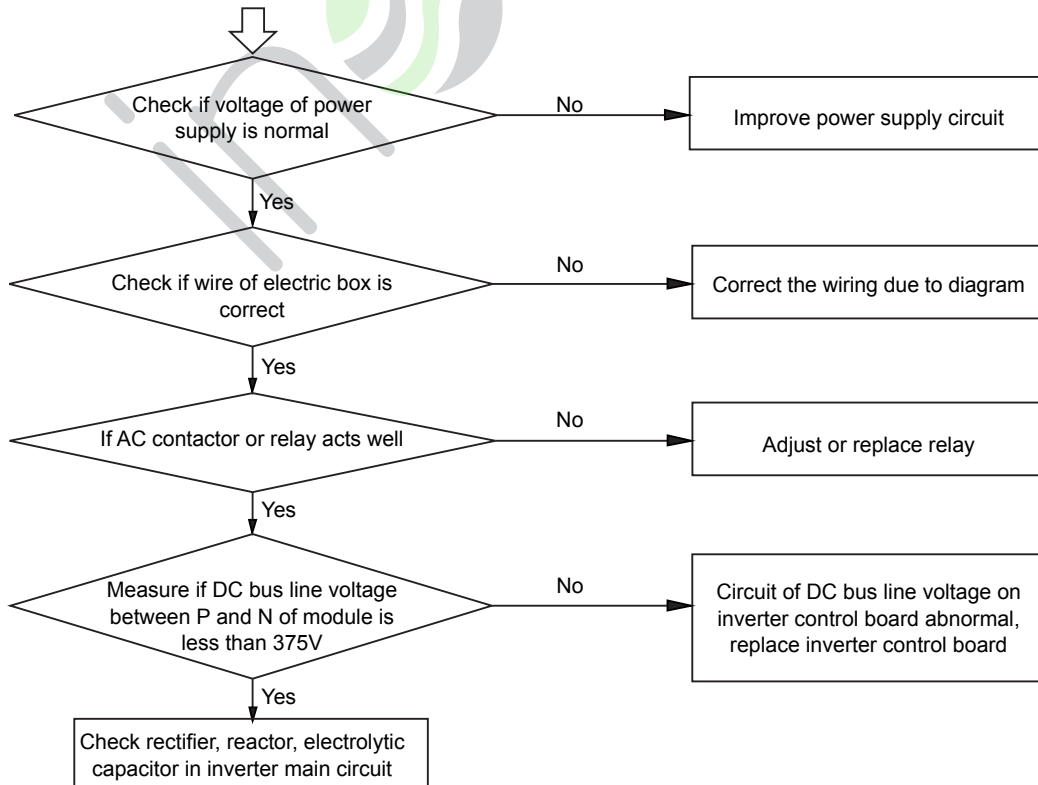 Check if voltage of power
supply is normal
No
Improve power supply circuit
Yes
Check if wire of electric box is
correct
No
Correct the wiring due to diagram
Yes
If AC contactor or relay acts well
No
Adjust or replace relay
Yes
Measure if DC bus line voltage
between P and N of module is
less than 375V
No
Circuit of DC bus line voltage on
inverter control board abnormal,
replace inverter control board
Yes
Check rectifier, reactor, electrolytic
capacitor in inverter main circuit